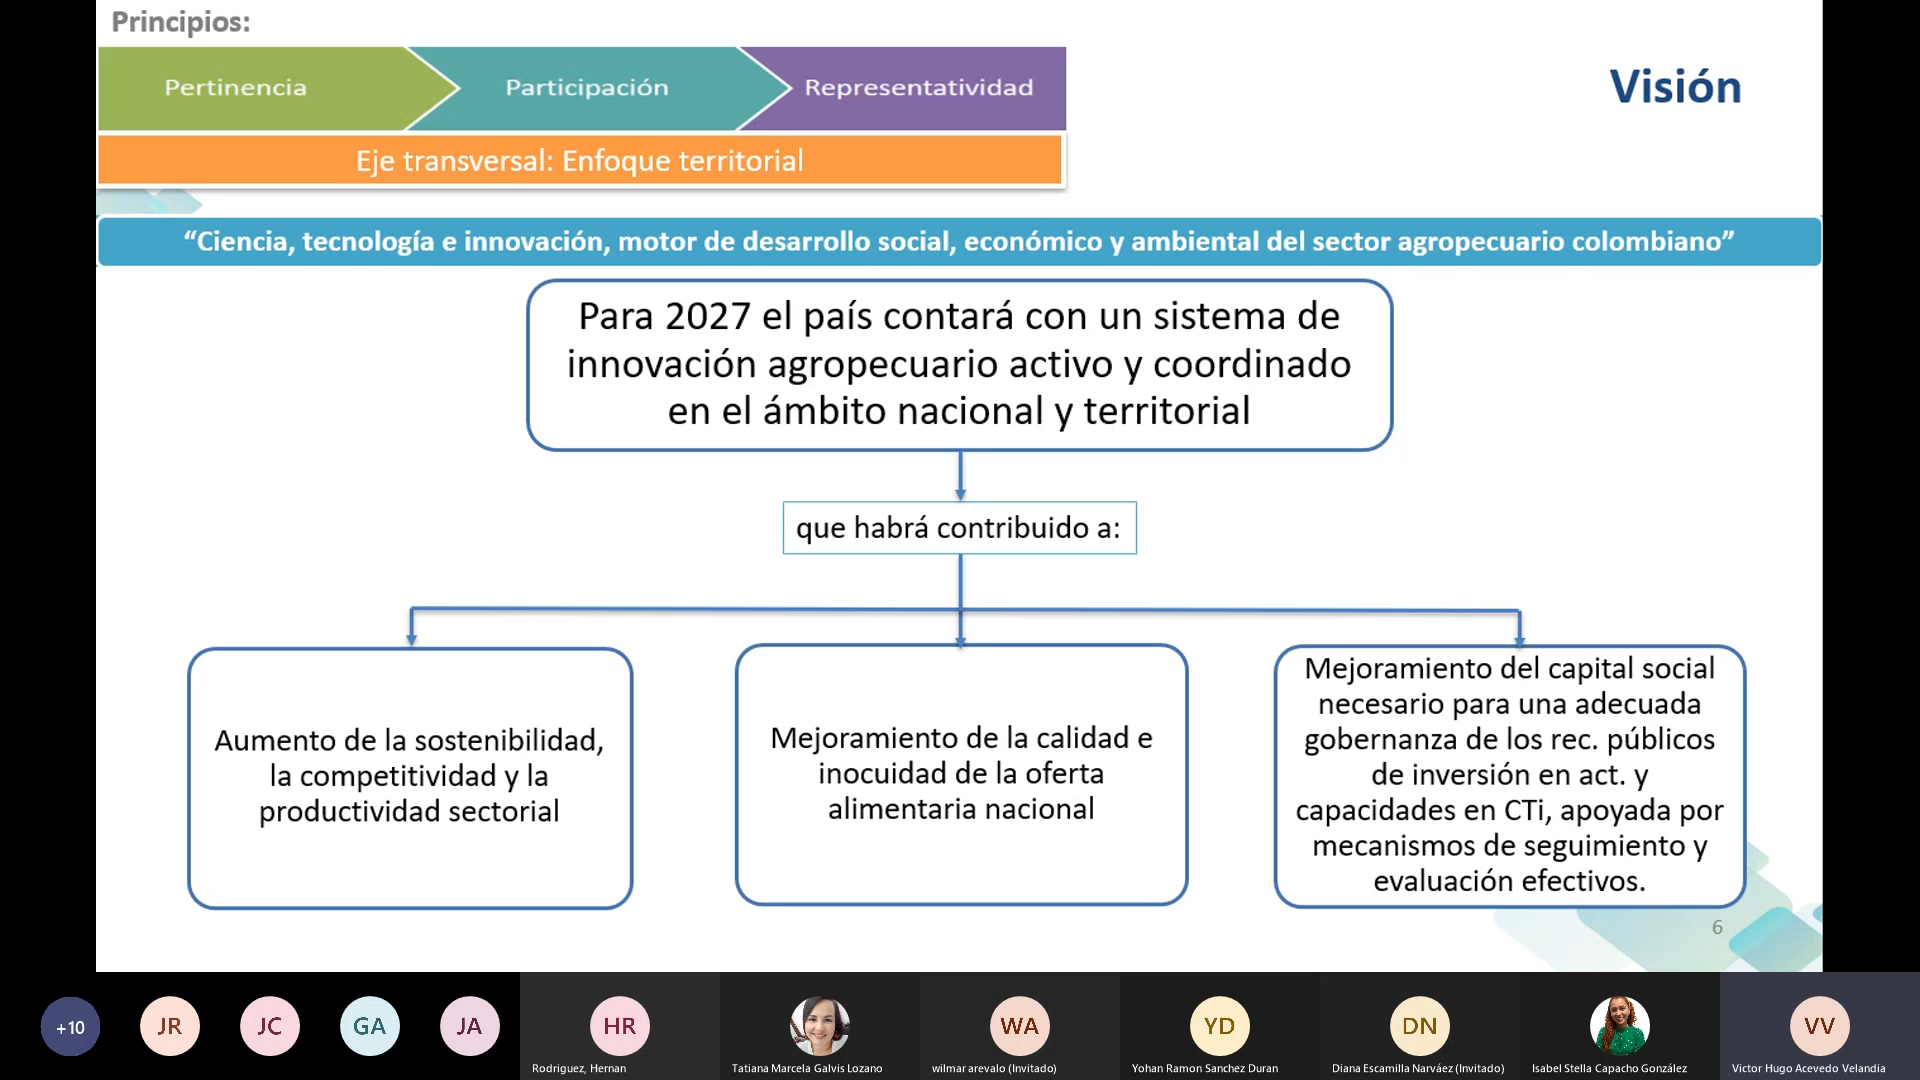 Principios:
Pertinencia
Participación
Representatividad
Visión
Eje transversal: Enfoque territorial
“Ciencia, tecnología e innovación, motor de desarrollo social, económico y ambiental del sector agropecuario colombiano”
Para 2027 el país contará con un sistema de
innovación agropecuario activo y coordinado
en el ámbito nacional y territorial
que habrá contribuido a:
Aumento de la sostenibilidad,
la competitividad y la
productividad sectorial
Mejoramiento de la calidad e
inocuidad de la oferta
alimentaria nacional
Mejoramiento del capital social
necesario para una adecuada
gobernanza de los rec. públicos
de inversión en act. y
capacidades en CTi, apoyada por
mecanismos de seguimiento y
evaluación efectivos.
6
+10
JR
JC
GA
JA
HR
Rodriguez, Hernan
Tatiana Marcela Galvis Lozano
WA
wilmar arevalo (Invitado)
YD
Yohan Ramon Sanchez Duran
DN
Diana Escamilla Narváez (Invitado)
Isabel Stella Capacho González
VV
Victor Hugo Acevedo Velandia